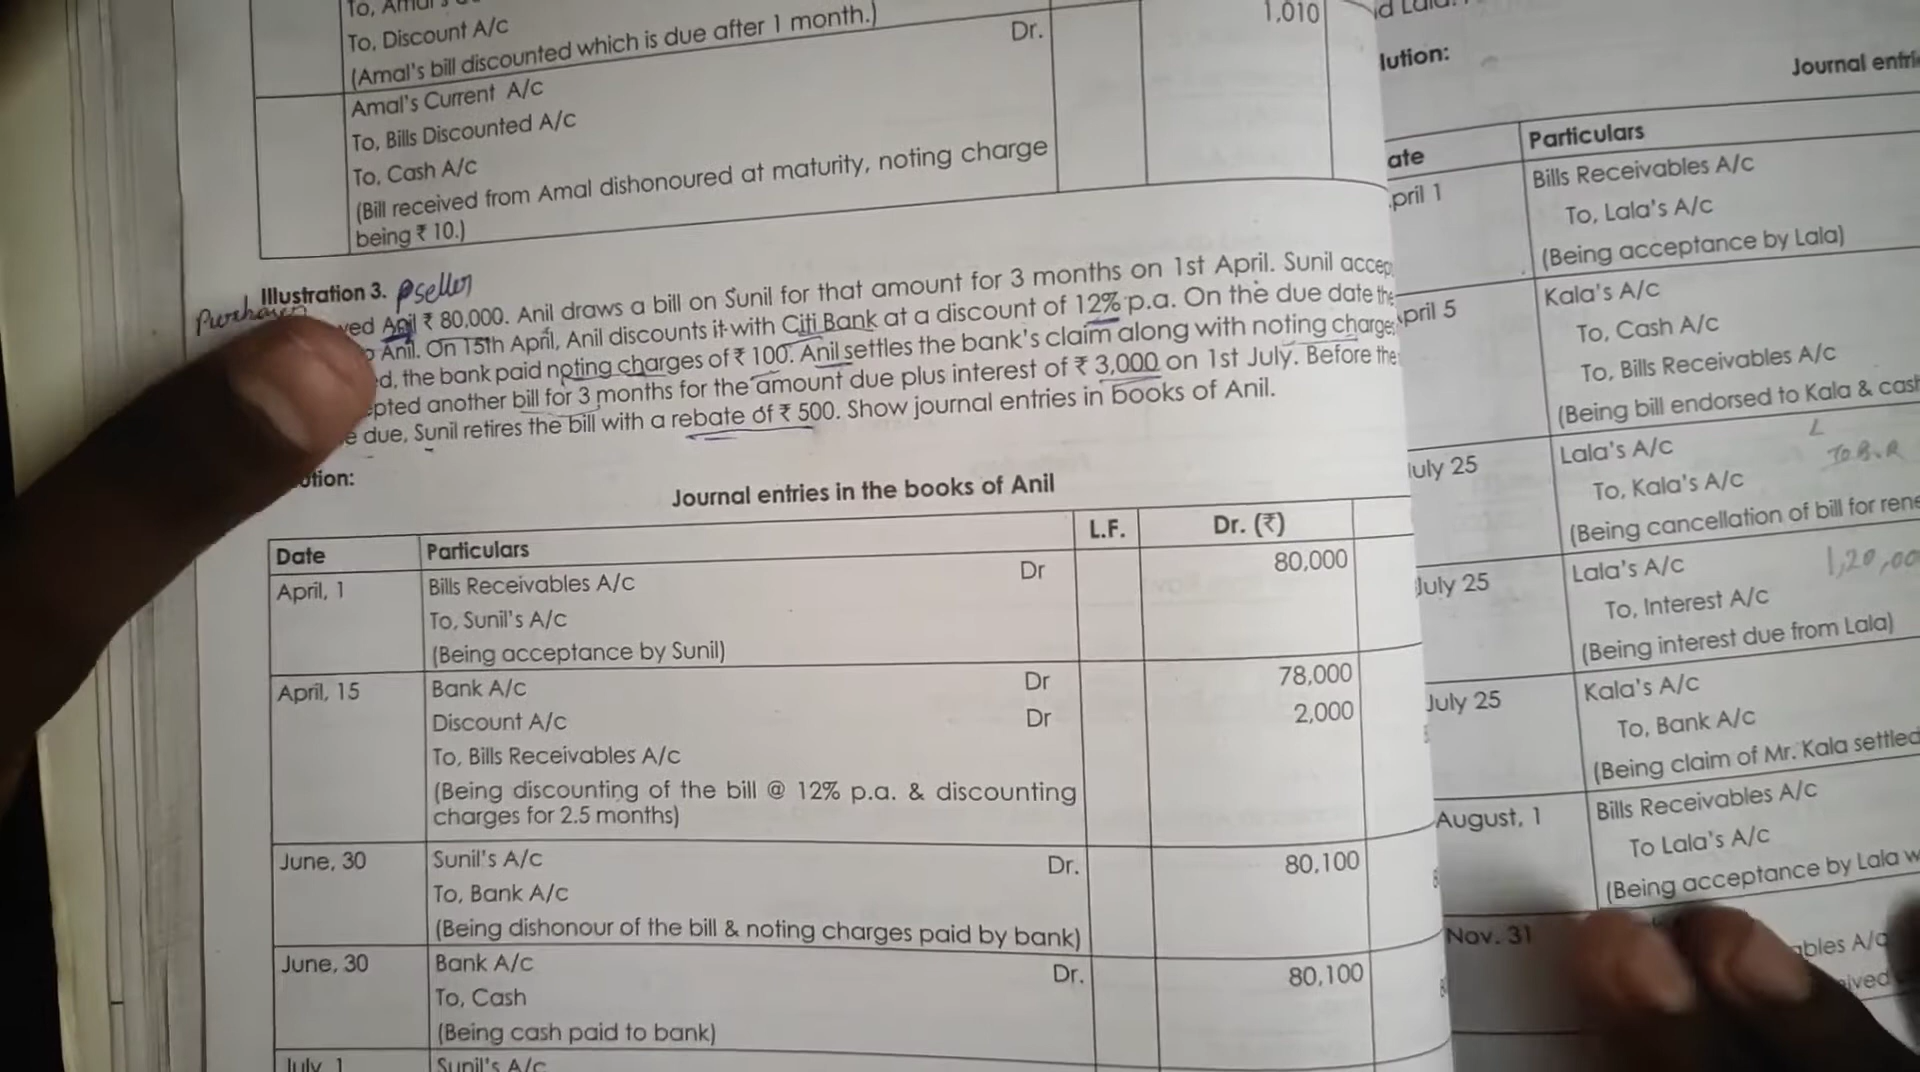 To, Discount A/c
(Amal's bill discounted which is due after 1 month.)
Amal's Current A/c Dr. 1,010
To, Bills Discounted A/c
To, Cash A/c
(Bill received from Amal dishonoured at maturity, noting charge
being ₹ 10.)
Illustration 3. seller
Anil ₹ 80,000. Anil draws a bill on Sunil for that amount for 3 months on 1st April. Sunil
Anil. On 15th April, Anil discounts it with Citi Bank at a discount of 12% p.a. On the due date the
the bank paid noting charges of ₹ 100. Anil settles the bank's claim along with noting
another bill for 3 months for the amount due plus interest of ₹ 3,000 on 1st July. Before the
due, Sunil retires the bill with a rebate of ₹ 500. Show journal entries in books of Anil.
Journal entries in the books of Anil
Date Particulars L.F. Dr. (₹)
April, 1 Bills Receivables A/c Dr 80,000
To, Sunil's A/c
(Being acceptance by Sunil)
April, 15 Bank A/c Dr 78,000
Discount A/c Dr 2,000
To, Bills Receivables A/c
(Being discounting of the bill @ 12% p.a. & discounting
charges for 2.5 months)
June, 30 Sunil's A/c Dr. 80,100
To, Bank A/c
(Being dishonour of the bill & noting charges paid by bank)
June, 30 Bank A/c Dr. 80,100
To, Cash
(Being cash paid to bank)
July, 1 Sunil's A/c
lution:
Journal
ate Particulars
pril 1 Bills Receivables A/c
To, Lala's A/c
(Being acceptance by Lala)
pril 5 Kala's A/c
To, Cash A/c
To, Bills Receivables A/c
(Being bill endorsed to Kala &
July 25 Lala's A/c
To B.R
To, Kala's A/c
(Being cancellation of bill for
July 25 Lala's A/c
To, Interest A/c
(Being interest due from Lala)
July 25 Kala's A/c
To, Bank A/c
(Being claim of Mr. Kala settled
August, 1 Bills Receivables A/c
To Lala's A/c
(Being acceptance by Lala
Nov. 31